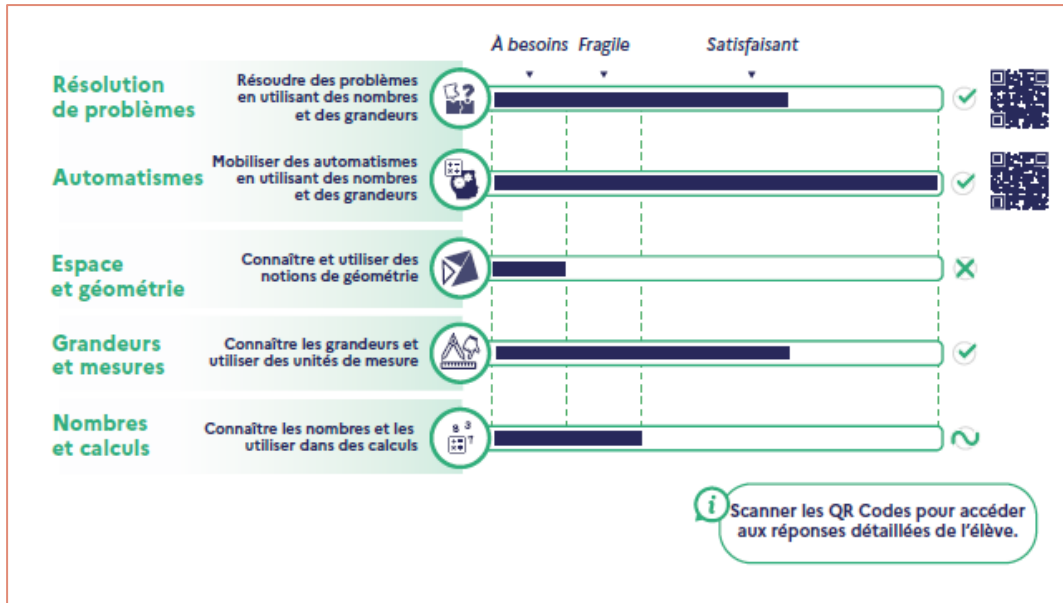 À besoins Fragile Satisfaisant
Résolution
de problèmes
Résoudre des problèmes
en utilisant des nombres
et des grandeurs
Automatismes
Mobiliser des automatismes
en utilisant des nombres
et des grandeurs
Espace
et géométrie
Connaître et utiliser des
notions de géométrie
Grandeurs
et mesures
Connaître les grandeurs et
utiliser des unités de mesure
Nombres
et calculs
Connaître les nombres et les
utiliser dans des calculs
8 3
7
i
Scanner les QR Codes pour accéder
aux réponses détaillées de l'élève.